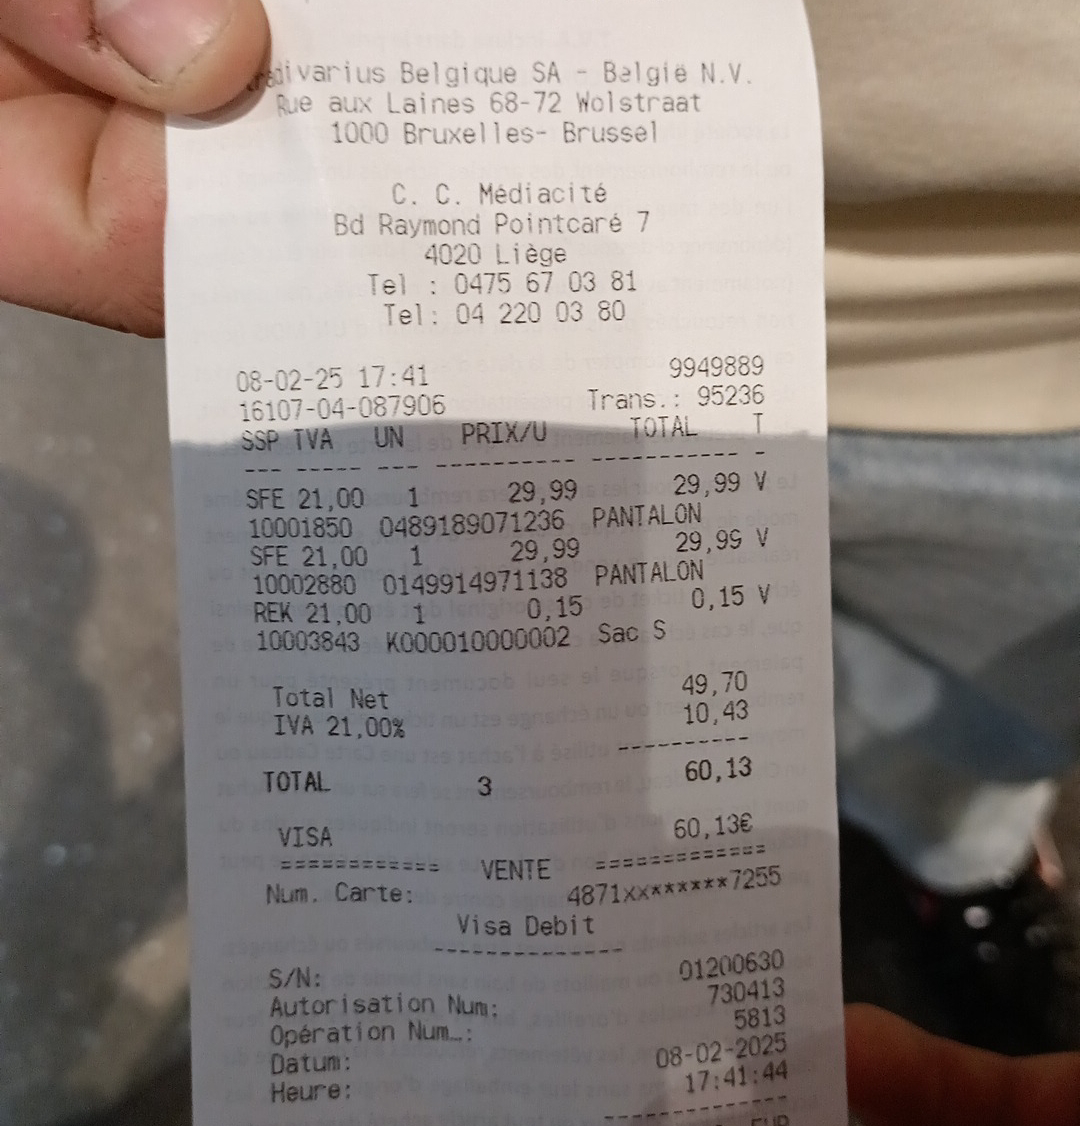 divarius Belgique SA - België N.V.
Rue aux Laines 68-72 Wolstraat
1000 Bruxelles- Brussel
C. C. Médiacité
Bd Raymond Pointcaré 7
4020 Liège
Tel : 0475 67 03 81
Tel: 04 220 03 80
08-02-25 17:41 9949889
16107-04-087906 Trans.: 95236
SSP TVA UN PRIX/U TOTAL T
--- ----- --- ---------- ----------- -
SFE 21,00 1 29,99 29,99 V
10001850 0489189071236 PANTALON
SFE 21,00 1 29,99 29,99 V
10002880 0149914971138 PANTALON
REK 21,00 1 0,15 0,15 V
10003843 K000010000002 Sac S
Total Net 49,70
IVA 21,00% 10,43
----------
TOTAL 3 60,13
VISA 60,13€
============ VENTE =============
Num. Carte: 4871xx*******7255
Visa Debit
--------------
S/N: 01200630
Autorisation Num: 730413
Opération Num.: 5813
Datum: 08-02-2025
Heure: 17:41:44
--------------